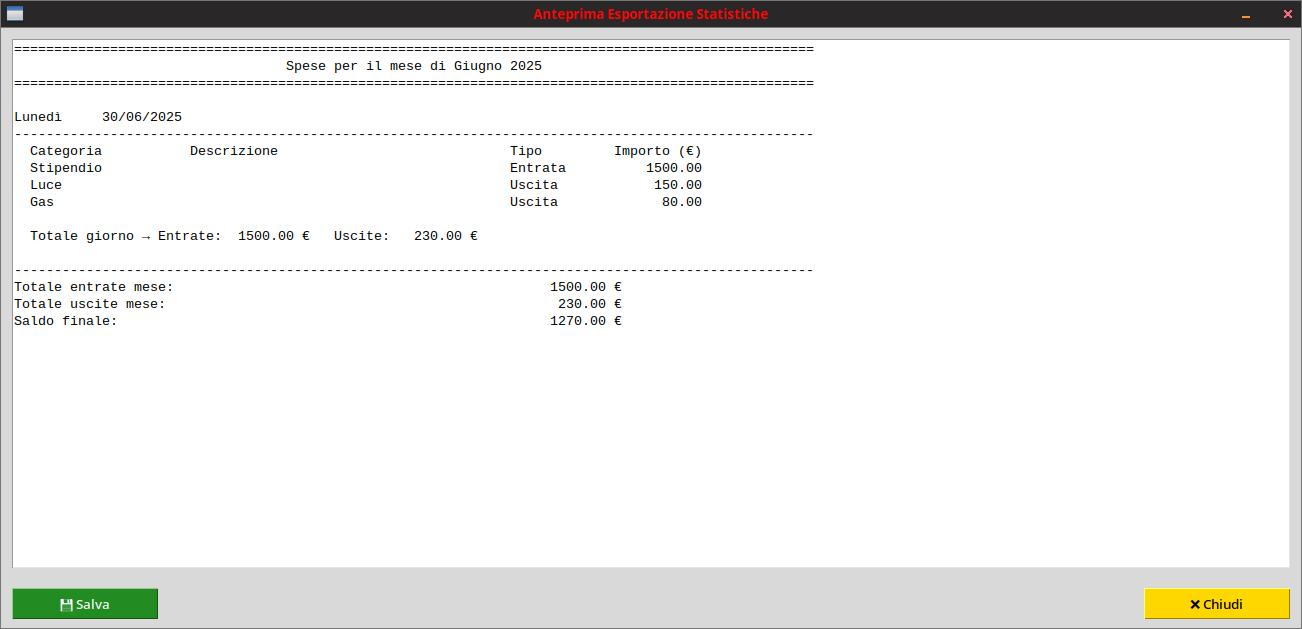 Anteprima Esportazione Statistiche
====================================================================================================
Spese per il mese di Giugno 2025
====================================================================================================
Lunedì     30/06/2025
----------------------------------------------------------------------------------------------------
Categoria           Descrizione                             Tipo         Importo (€)
Stipendio                                                   Entrata          1500.00
Luce                                                        Uscita            150.00
Gas                                                         Uscita             80.00
Totale giorno → Entrate:  1500.00 €   Uscite:   230.00 €
----------------------------------------------------------------------------------------------------
Totale entrate mese:                                               1500.00 €
Totale uscite mese:                                                 230.00 €
Saldo finale:                                                      1270.00 €
Salva
Chiudi